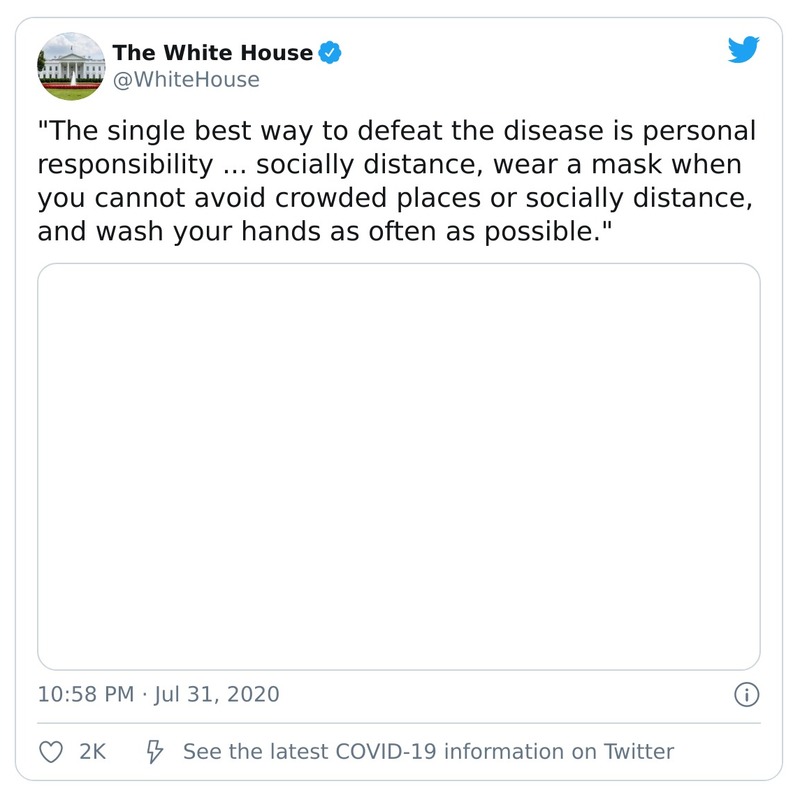 The White House
@WhiteHouse
"The single best way to defeat the disease is personal
responsibility ... socially distance, wear a mask when
you cannot avoid crowded places or socially distance,
and wash your hands as often as possible."
10:58 PM · Jul 31, 2020
2K See the latest COVID-19 information on Twitter